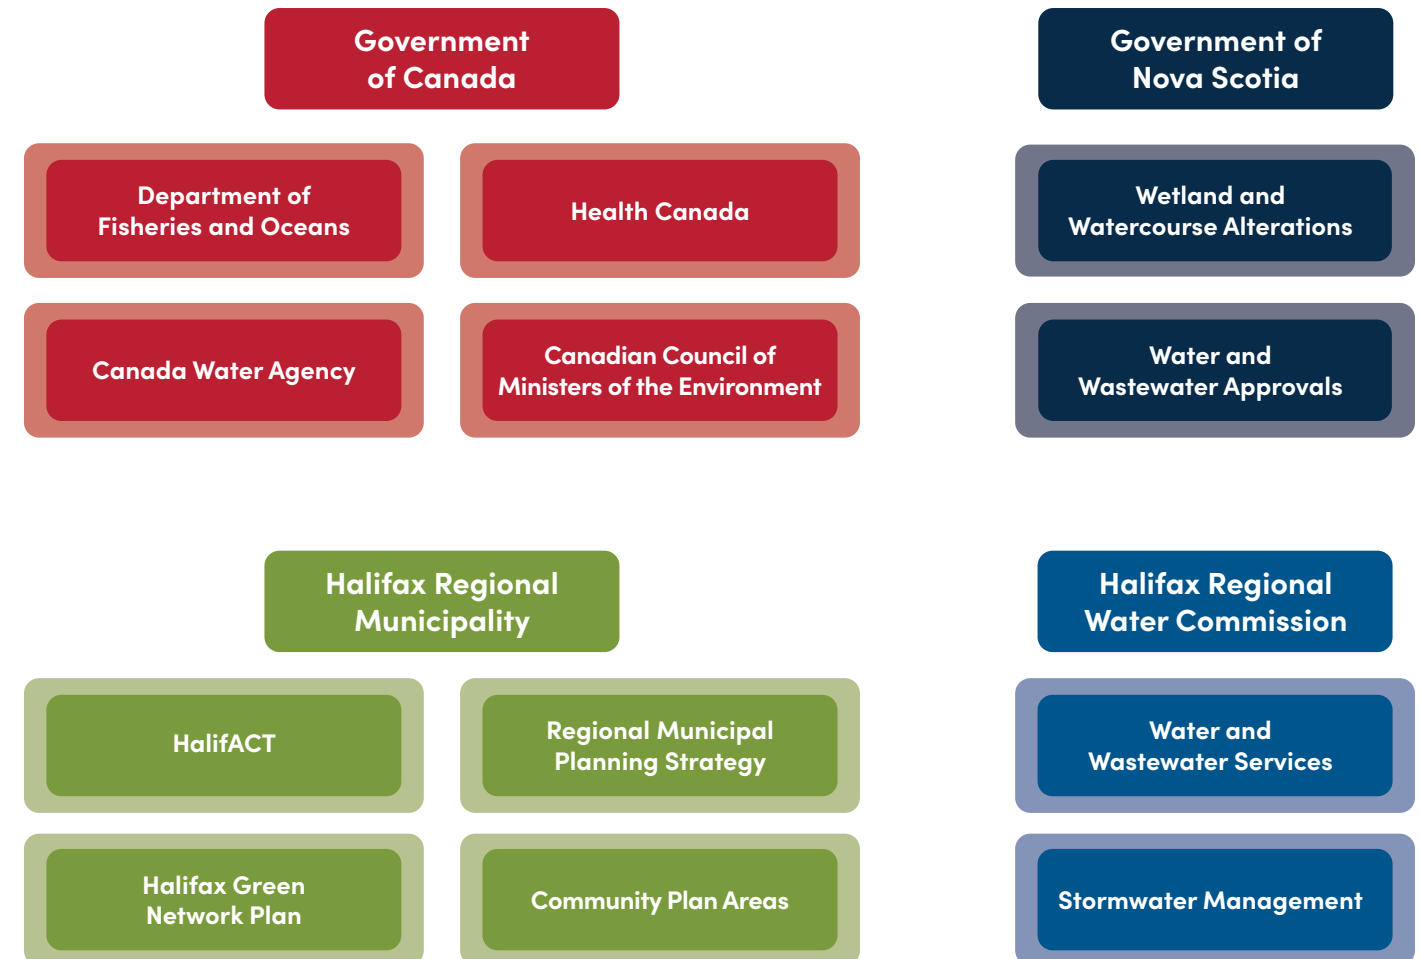 Government
of Canada
Government of
Nova Scotia
Department of
Fisheries and Oceans
Health Canada
Wetland and
Watercourse Alterations
Canada Water Agency
Canadian Council of
Ministers of the Environment
Water and
Wastewater Approvals
Halifax Regional
Municipality
Halifax Regional
Water Commission
HalifACT
Regional Municipal
Planning Strategy
Water and
Wastewater Services
Halifax Green
Network Plan
Community Plan Areas
Stormwater Management